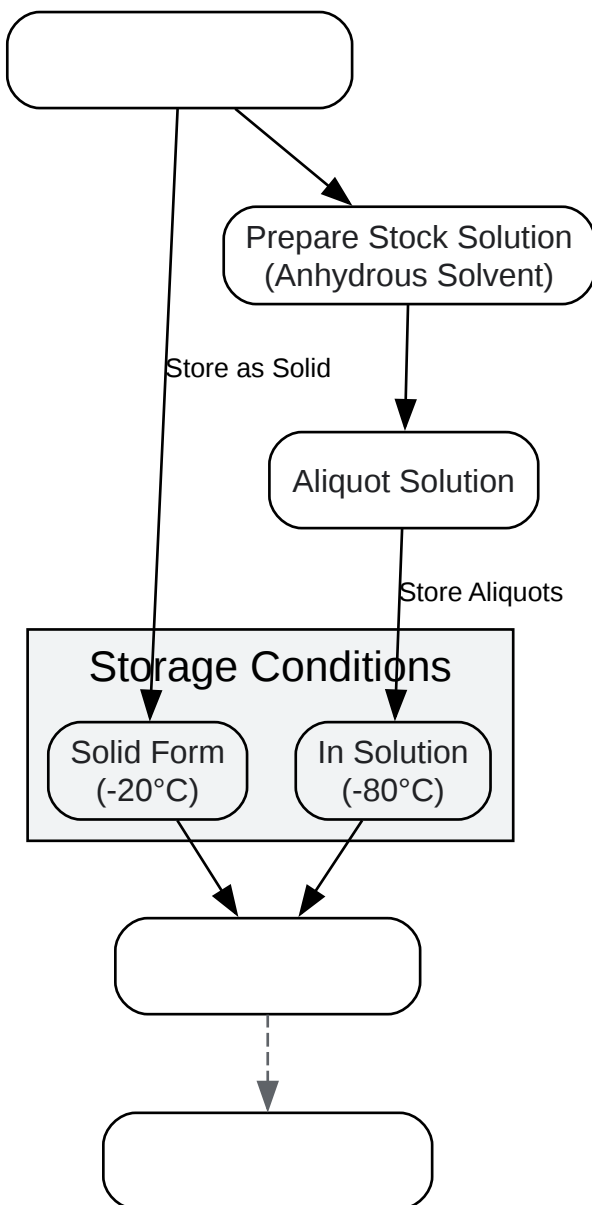 Prepare Stock Solution
(Anhydrous Solvent)
Store as Solid
Aliquot Solution
Store Aliquots
Storage Conditions
Solid Form
(-20°C)
In Solution
(-80°C)